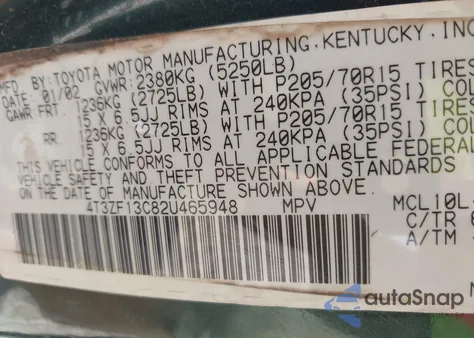 MFD. BY: TOYOTA MOTOR MANUFACTURING, KENTUCKY, INC
DATE 01/02 GVWR: 2380KG (5250LB)
GAWR FRT 1236KG (2725LB) WITH P205/70R15 TIRES
15 X 6.5JJ RIMS AT 240KPA (35PSI) COL
RR 1236KG (2725LB) WITH P205/70R15 TIRES
15 X 6.5JJ RIMS AT 240KPA (35PSI) COL
THIS VEHICLE CONFORMS TO ALL APPLICABLE FEDERAL
VEHICLE SAFETY AND THEFT PREVENTION STANDARDS
ON THE DATE OF MANUFACTURE SHOWN ABOVE.
4T3ZF13C82U465948 MPV
MCL10L
C/TR
A/TM
autoSnap